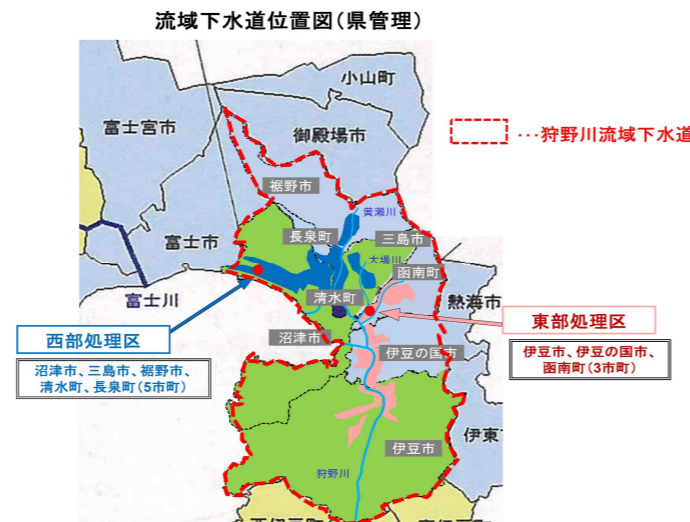 流域下水道位置図(県管理)
小山町
富士宮市
御殿場市
…狩野川流域下水道
裾野市
黄瀬川
長泉町
三島市
富士市
大場川
函南町
富士川
清水町
熱海市
西部処理区
沼津市
東部処理区
伊豆の国市
沼津市、三島市、裾野市、
清水町、長泉町(5市町)
伊豆市、伊豆の国市、
函南町(3市町)
伊東
伊豆市
狩野川
西伊豆町